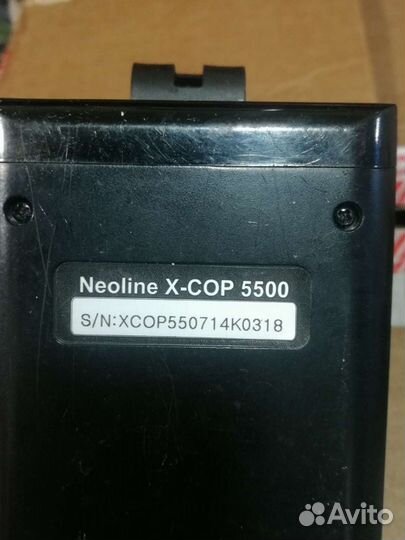 Neoline X-COP 5500
S/N:XCOP550714K0318
Avito